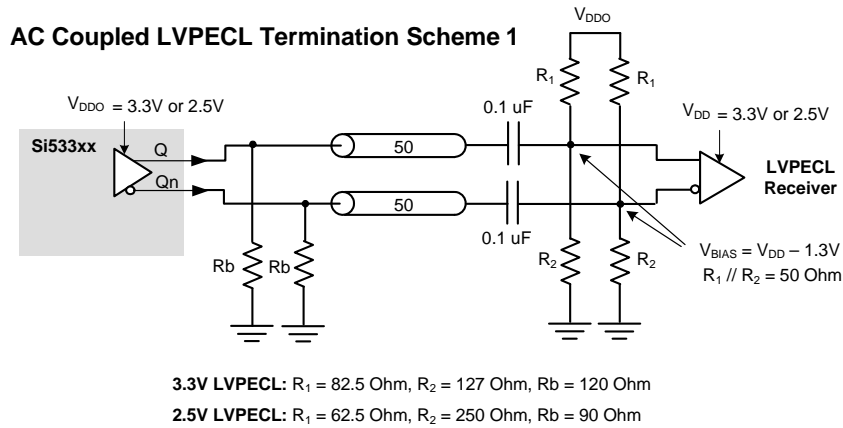 AC Coupled LVPECL Termination Scheme 1
VDDO
R1
R1
VDDO = 3.3V or 2.5V
0.1 uF
VDD = 3.3V or 2.5V
Si533xx
Q
50
LVPECL
Receiver
Qn
50
0.1 uF
Rb
Rb
R2
R2
VBIAS = VDD – 1.3V
R1 // R2 = 50 Ohm
3.3V LVPECL: R1 = 82.5 Ohm, R2 = 127 Ohm, Rb = 120 Ohm
2.5V LVPECL: R1 = 62.5 Ohm, R2 = 250 Ohm, Rb = 90 Ohm